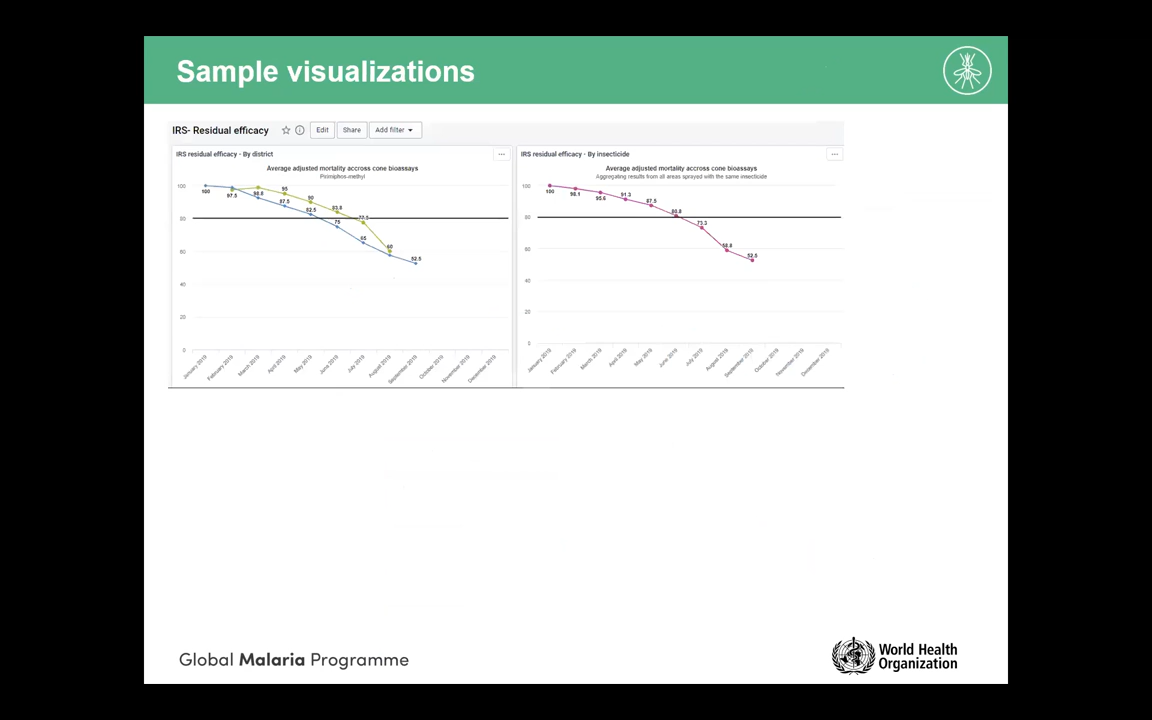 Sample visualizations
IRS- Residual efficacy
Edit
Share
Add filter
IRS residual efficacy - By district
Average adjusted mortality accross cone bioassays
Pirimiphos-methyl
100
80
60
40
20
0
100
97.5
98.8
95
87.5
90
82.5
83.8
75
77.5
65
60
52.5
January 2019
February 2019
March 2019
April 2019
May 2019
June 2019
July 2019
August 2019
September 2019
October 2019
November 2019
December 2019
IRS residual efficacy - By insecticide
Average adjusted mortality accross cone bioassays
Aggregating results from all areas sprayed with the same insecticide
100
80
60
40
20
0
100
98.1
95.6
91.3
87.5
80.8
73.3
58.8
52.5
January 2019
February 2019
March 2019
April 2019
May 2019
June 2019
July 2019
August 2019
September 2019
October 2019
November 2019
December 2019
Global Malaria Programme
World Health
Organization